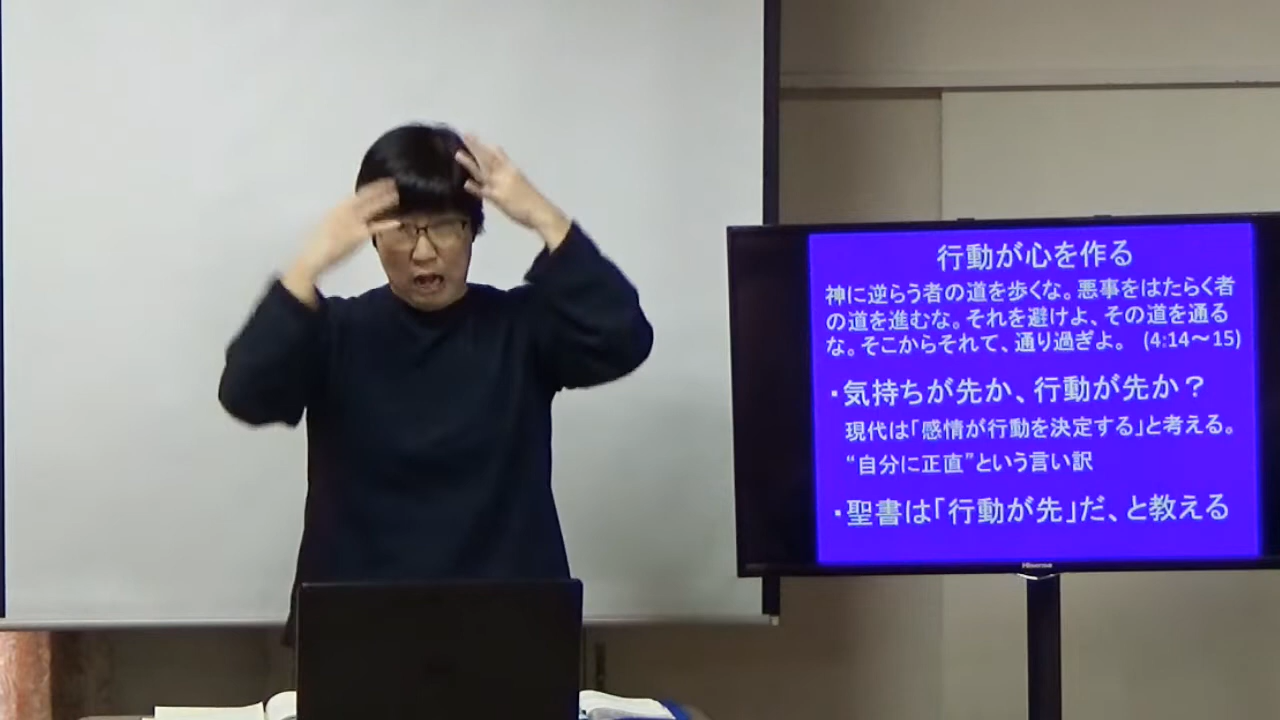 行動が心を作る
神に逆らう者の道を歩くな。悪事をはたらく者
の道を進むな。それを避けよ、その道を通る
な。そこからそれて、通り過ぎよ。 (4:14～15)
・気持ちが先か、行動が先か？
現代は「感情が行動を決定する」と考える。
“自分に正直”という言い訳
・聖書は「行動が先」だ、と教える
Hisense